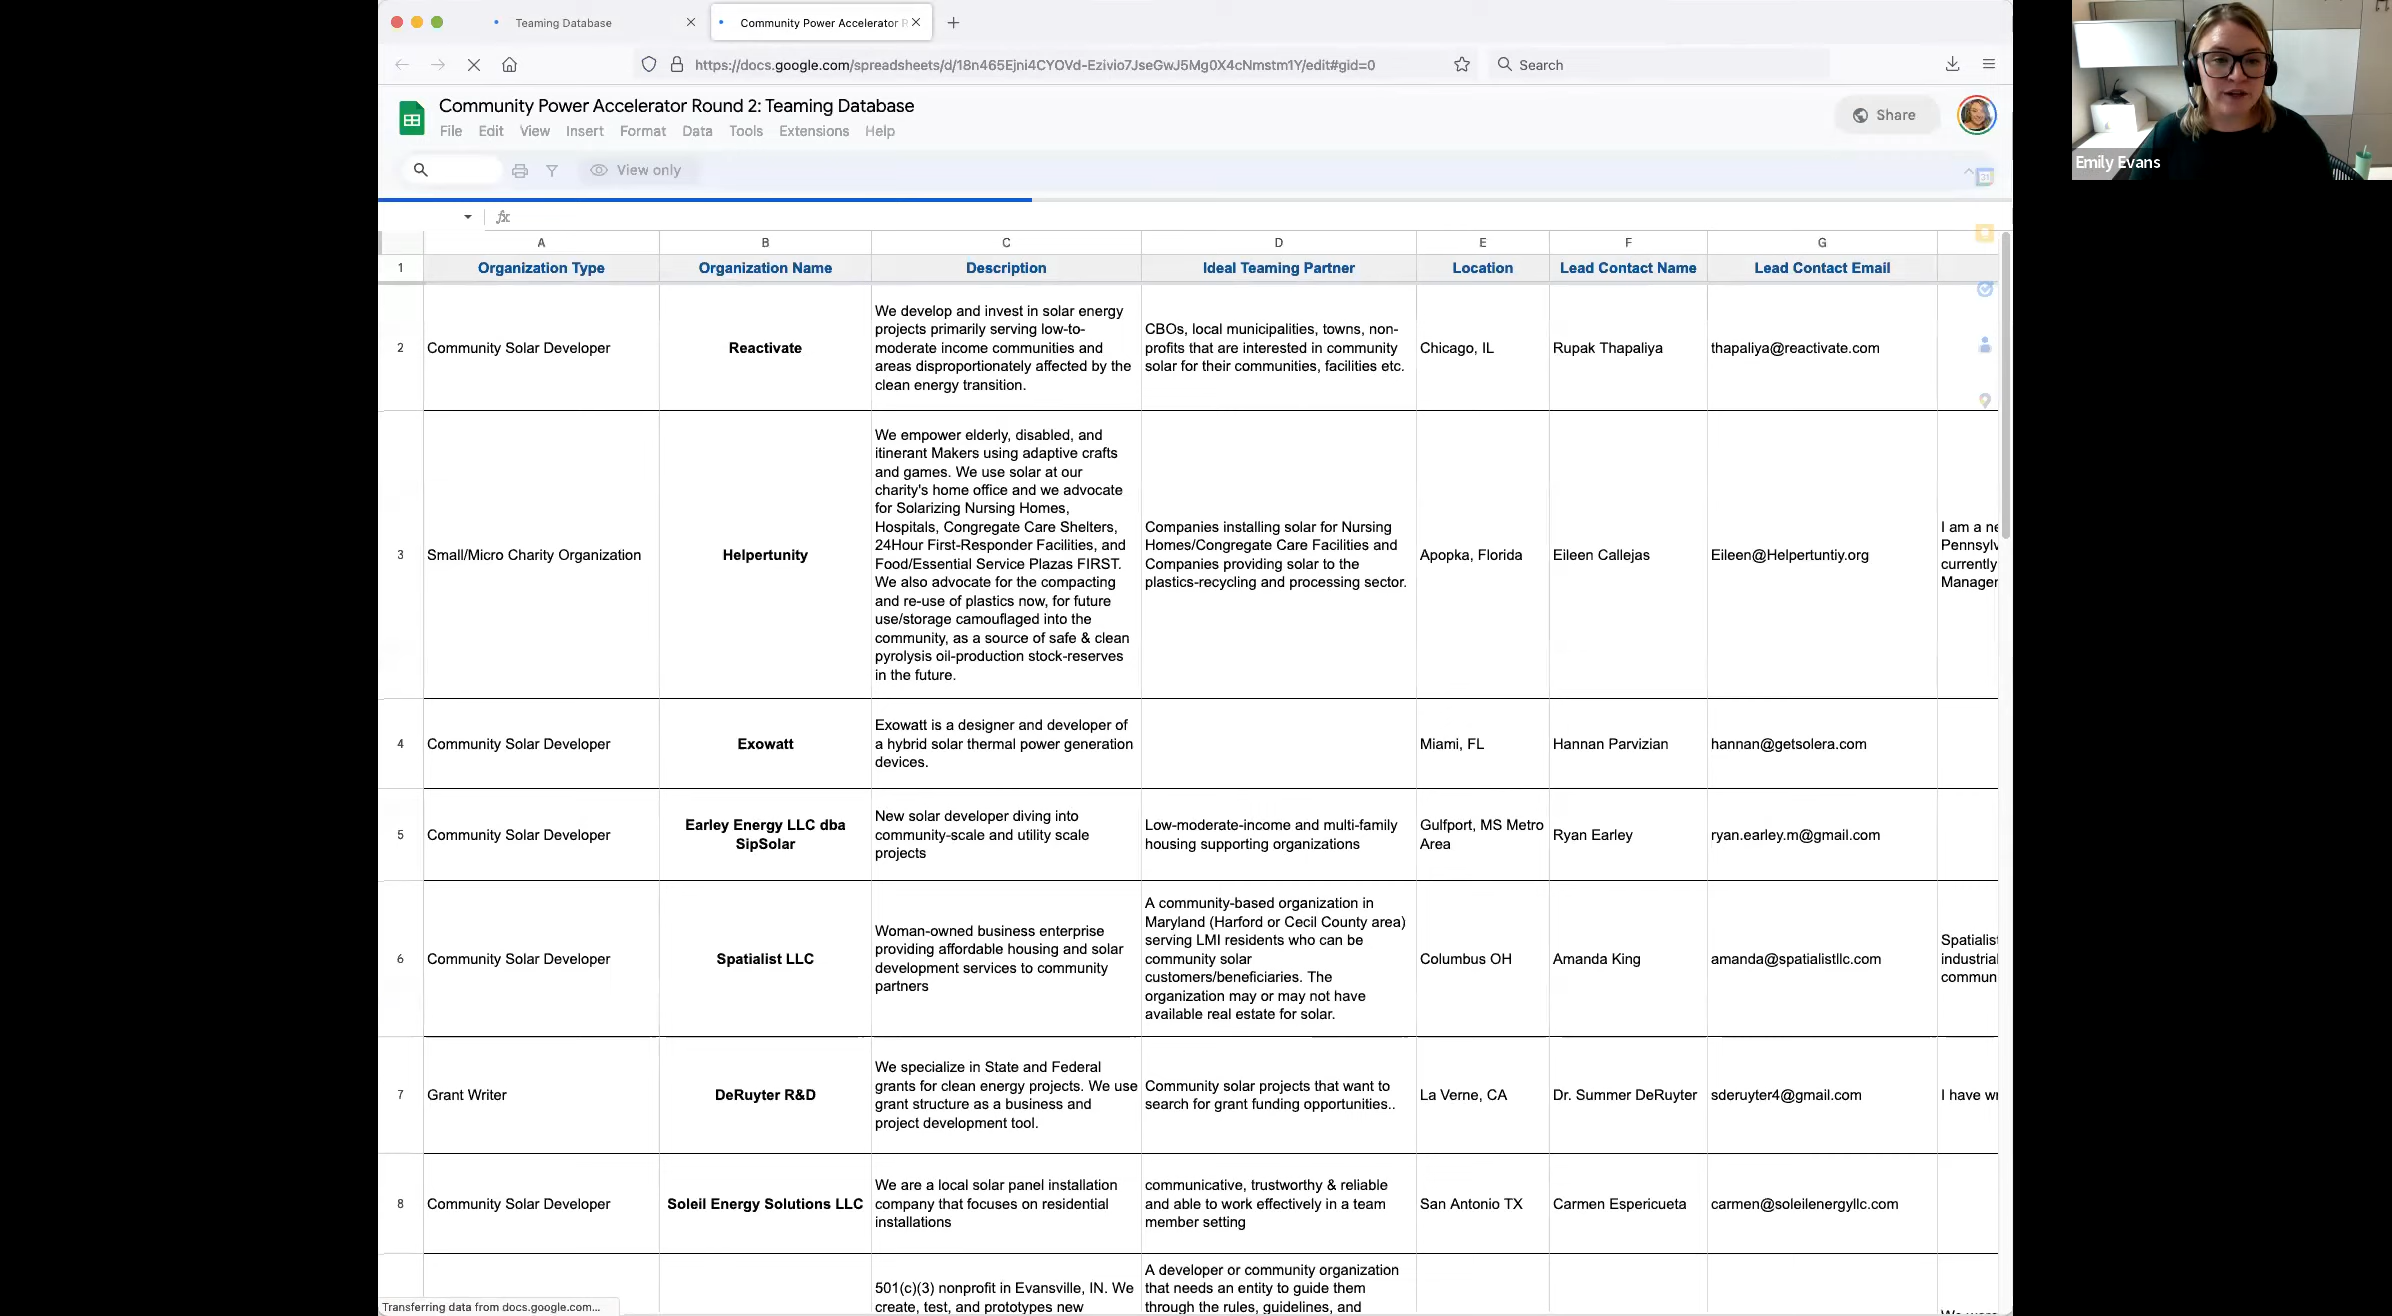 Teaming Database
Community Power Accelerator R
https://docs.google.com/spreadsheets/d/18n465Ejni4CYOVd-Ezivio7JseGwJ5Mg0X4cNmstm1Y/edit#gid=0
Search
Community Power Accelerator Round 2: Teaming Database
File Edit View Insert Format Data Tools Extensions Help
Share
Emily Evans
View only
fx
A B C D E F G
1 Organization Type Organization Name Description Ideal Teaming Partner Location Lead Contact Name Lead Contact Email
2 Community Solar Developer
Reactivate
We develop and invest in solar energy
projects primarily serving low-to-
moderate income communities and
areas disproportionately affected by the
clean energy transition.
CBOs, local municipalities, towns, non-
profits that are interested in community
solar for their communities, facilities etc.
Chicago, IL
Rupak Thapaliya
thapaliya@reactivate.com
3 Small/Micro Charity Organization
Helpertunity
We empower elderly, disabled, and
itinerant Makers using adaptive crafts
and games. We use solar at our
charity's home office and we advocate
for Solarizing Nursing Homes,
Hospitals, Congregate Care Shelters,
24Hour First-Responder Facilities, and
Food/Essential Service Plazas FIRST.
We also advocate for the compacting
and re-use of plastics now, for future
use/storage camouflaged into the
community, as a source of safe & clean
pyrolysis oil-production stock-reserves
in the future.
Companies installing solar for Nursing
Homes/Congregate Care Facilities and
Companies providing solar to the
plastics-recycling and processing sector.
Apopka, Florida
Eileen Callejas
Eileen@Helpertuntiy.org
I am a ne
Pennsylv
currently
Manager
4 Community Solar Developer
Exowatt
Exowatt is a designer and developer of
a hybrid solar thermal power generation
devices.
Miami, FL
Hannan Parvizian
hannan@getsolera.com
5 Community Solar Developer
Earley Energy LLC dba
SipSolar
New solar developer diving into
community-scale and utility scale
projects
Low-moderate-income and multi-family
housing supporting organizations
Gulfport, MS Metro
Area
Ryan Earley
ryan.earley.m@gmail.com
6 Community Solar Developer
Spatialist LLC
Woman-owned business enterprise
providing affordable housing and solar
development services to community
partners
A community-based organization in
Maryland (Harford or Cecil County area)
serving LMI residents who can be
community solar
customers/beneficiaries. The
organization may or may not have
available real estate for solar.
Columbus OH
Amanda King
amanda@spatialistllc.com
Spatialist
industrial
commun
7 Grant Writer
DeRuyter R&D
We specialize in State and Federal
grants for clean energy projects. We use
grant structure as a business and
project development tool.
Community solar projects that want to
search for grant funding opportunities..
La Verne, CA
Dr. Summer DeRuyter
sderuyter4@gmail.com
I have wr
8 Community Solar Developer
Soleil Energy Solutions LLC
We are a local solar panel installation
company that focuses on residential
installations
communicative, trustworthy & reliable
and able to work effectively in a team
member setting
San Antonio TX
Carmen Espericueta
carmen@soleilenergyllc.com
501(c)(3) nonprofit in Evansville, IN. We
create, test, and prototypes new
A developer or community organization
that needs an entity to guide them
through the rules, guidelines, and
Transferring data from docs.google.com...